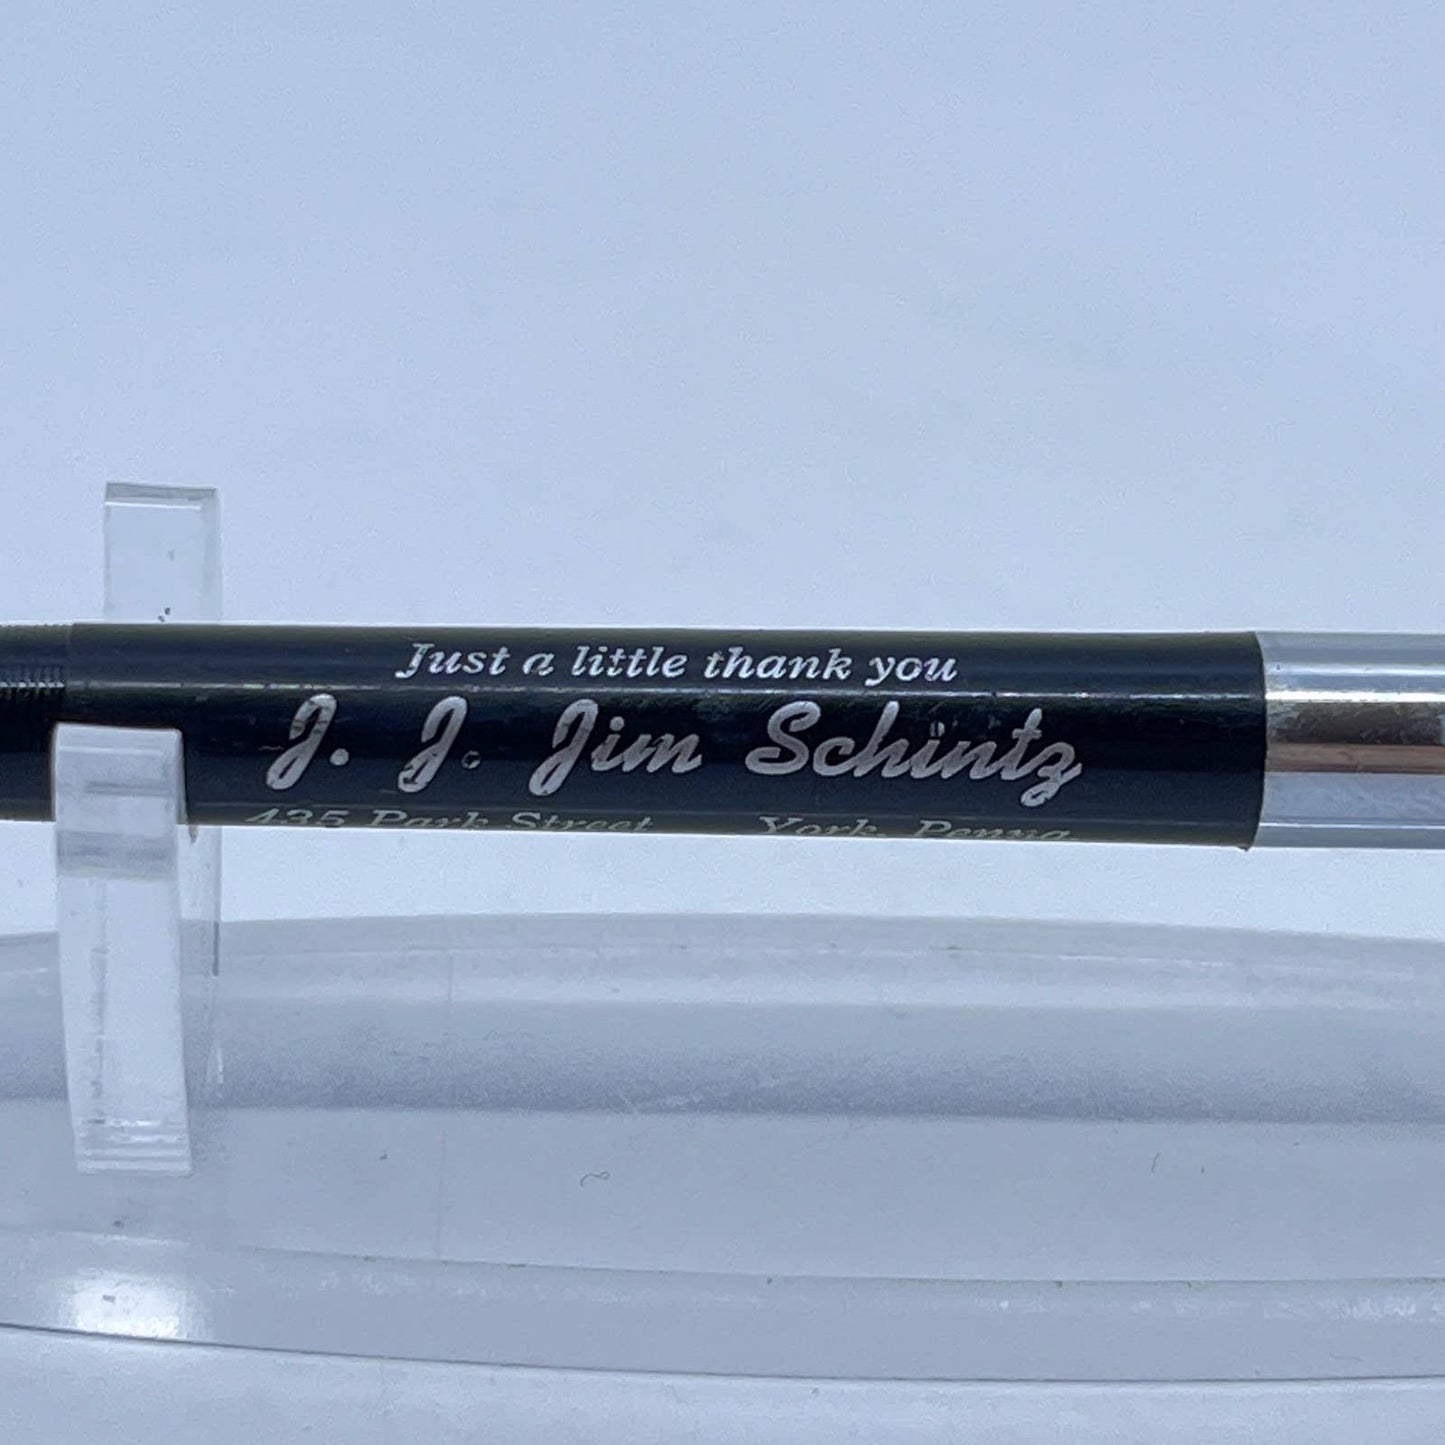 Just a little thank you
J. J. Jim Schintz
435 Park Street York, Penna.